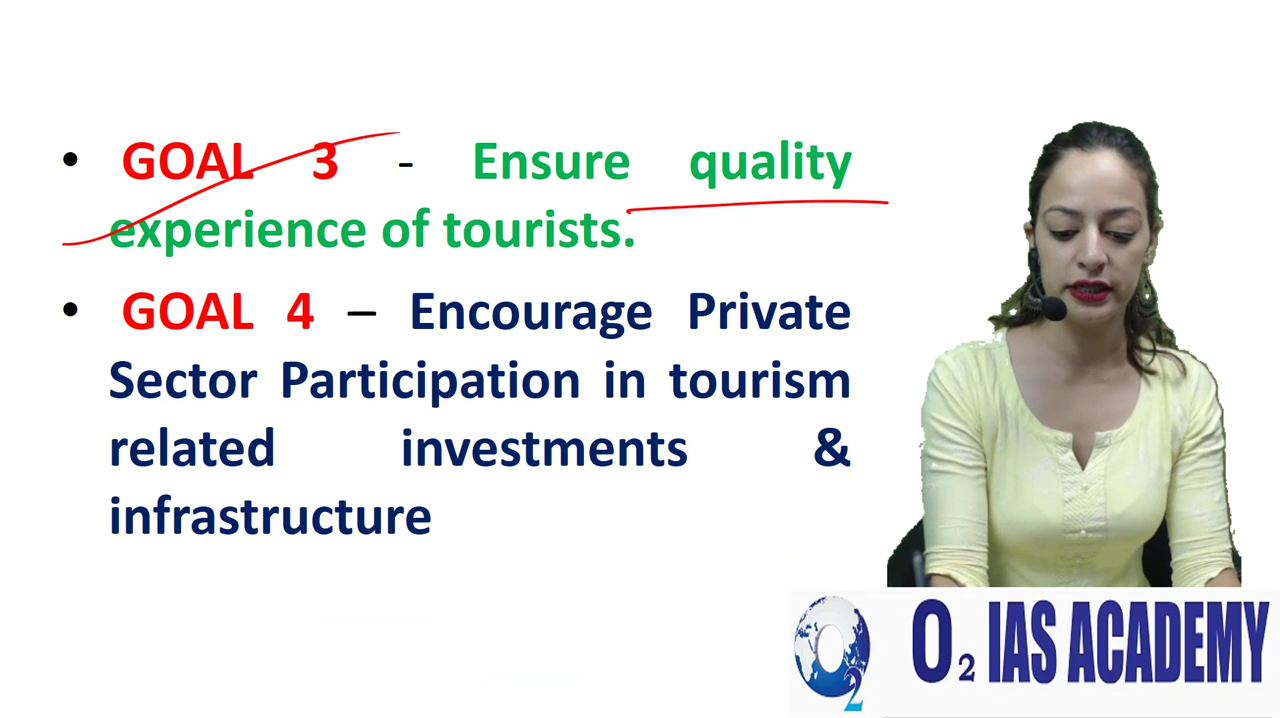 • GOAL 3 - Ensure quality
experience of tourists.
• GOAL 4 – Encourage Private
Sector Participation in tourism
related investments &
infrastructure
O2
O2 IAS ACADEMY